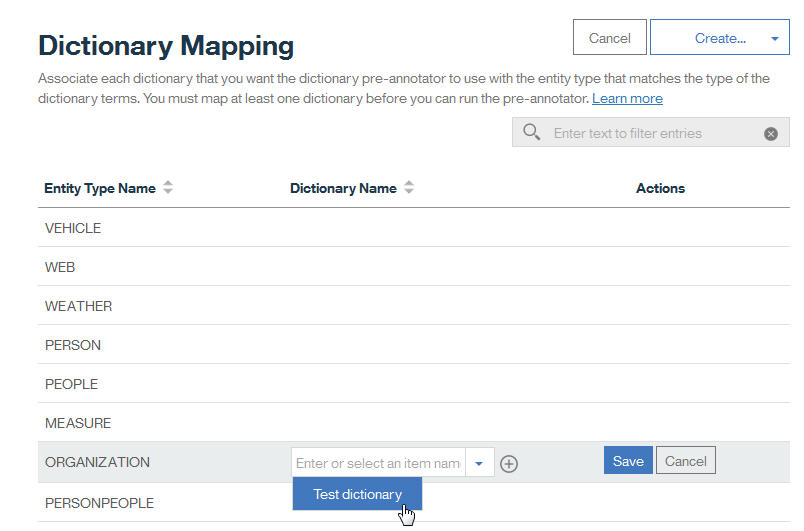 Dictionary Mapping
Cancel
Create...
Associate each dictionary that you want the dictionary pre-annotator to use with the entity type that matches the type of the
dictionary terms. You must map at least one dictionary before you can run the pre-annotator. Learn more
Enter text to filter entries
Entity Type Name Dictionary Name Actions
VEHICLE
WEB
WEATHER
PERSON
PEOPLE
MEASURE
ORGANIZATION Enter or select an item nam Save Cancel
Test dictionary
PERSONPEOPLE